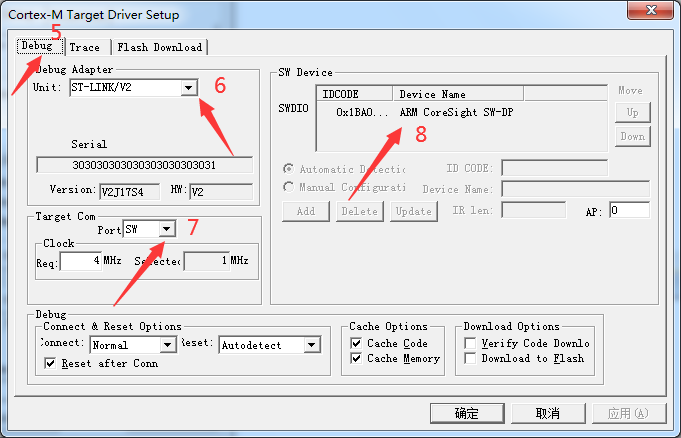 Cortex-M Target Driver Setup
5
Debug Trace Flash Download
Debug Adapter
Unit: ST-LINK/V2
6
Serial
30303030303030303030303031
Version: V2J17S4 HW: V2
Target Com
Port SW
7
Clock
Req: 4 MHz Selected 1 MHz
SW Device
IDCODE Device Name
SWDIO 0x1BA0... ARM CoreSight SW-DP
8
Move
Up
Down
Automatic Detectio
Manual Configurati
ID CODE:
Device Name:
Add Delete Update IR len: AP: 0
Debug
Connect & Reset Options
onnect: Normal eset: Autodetect
Reset after Conn
Cache Options
Cache Code
Cache Memory
Download Options
Verify Code Downlo
Download to Flash
确定 取消 应用(A)